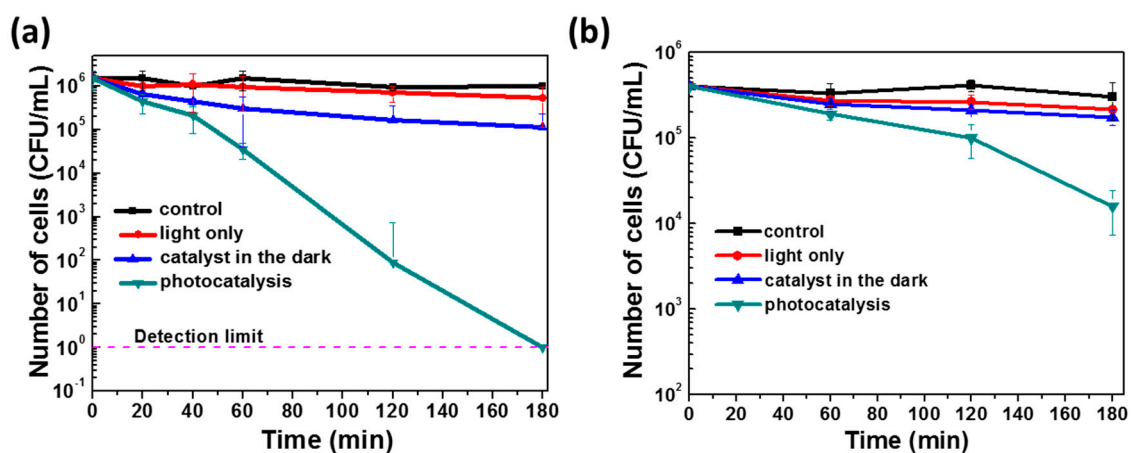 (a)
Number of cells (CFU/mL)
10^6
10^5
10^4
10^3
10^2
10^1
10^0
10^-1
control
light only
catalyst in the dark
photocatalysis
Detection limit
0 20 40 60 80 100 120 140 160 180
Time (min)
(b)
Number of cells (CFU/mL)
10^6
10^5
10^4
10^3
10^2
control
light only
catalyst in the dark
photocatalysis
0 20 40 60 80 100 120 140 160 180
Time (min)